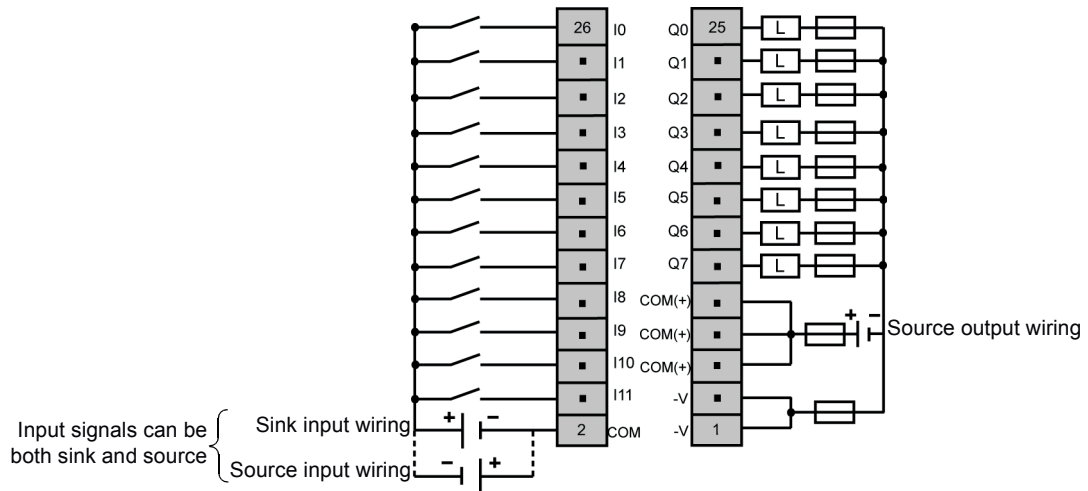 26 I0 Q0 25 L
I1 Q1 L
I2 Q2 L
I3 Q3 L
I4 Q4 L
I5 Q5 L
I6 Q6 L
I7 Q7 L
I8 COM(+)
+ −
I9 COM(+) Source output wiring
I10 COM(+)
I11 -V
Sink input wiring + − 2 COM -V 1
Input signals can be
both sink and source
Source input wiring − +